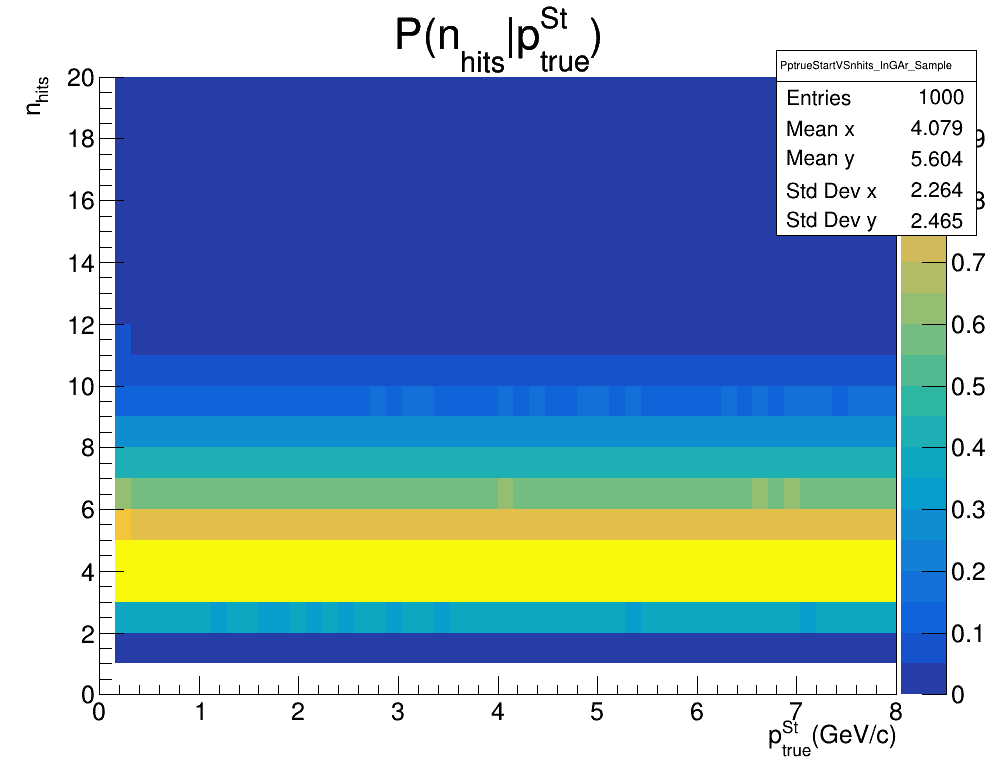 P(n_hits|p^St_true)
PptrueStartVSnhits_InGAr_Sample
Entries 1000
Mean x 4.079
Mean y 5.604
Std Dev x 2.264
Std Dev y 2.465
n_hits
20
18
16
14
12
10
8
6
4
2
0
0 1 2 3 4 5 6 7 8
p^St_true(GeV/c)
0.7
0.6
0.5
0.4
0.3
0.2
0.1
0